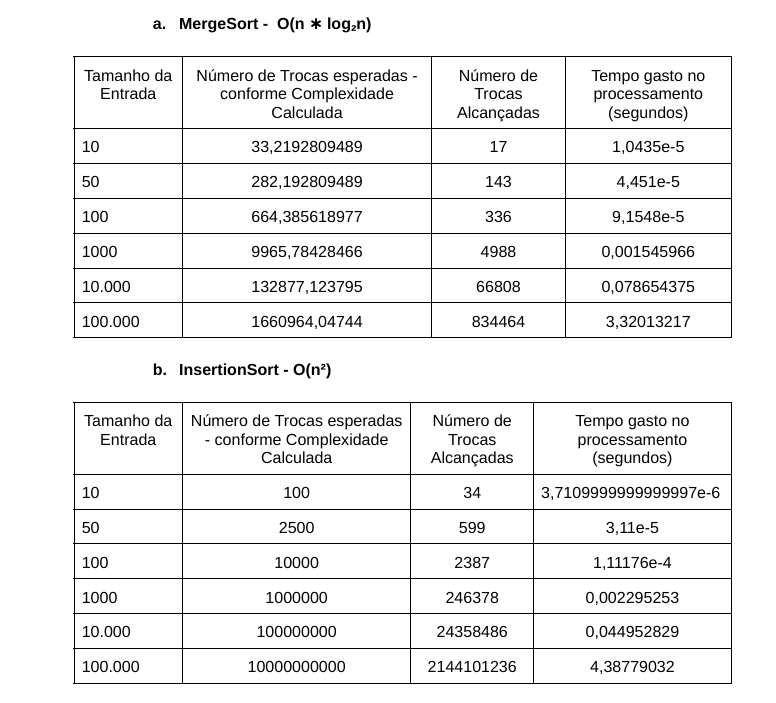 a. MergeSort - O(n ∗ log₂n)
Tamanho da Entrada | Número de Trocas esperadas - conforme Complexidade Calculada | Número de Trocas Alcançadas | Tempo gasto no processamento (segundos)
10 | 33,2192809489 | 17 | 1,0435e-5
50 | 282,192809489 | 143 | 4,451e-5
100 | 664,385618977 | 336 | 9,1548e-5
1000 | 9965,78428466 | 4988 | 0,001545966
10.000 | 132877,123795 | 66808 | 0,078654375
100.000 | 1660964,04744 | 834464 | 3,32013217
b. InsertionSort - O(n²)
Tamanho da Entrada | Número de Trocas esperadas - conforme Complexidade Calculada | Número de Trocas Alcançadas | Tempo gasto no processamento (segundos)
10 | 100 | 34 | 3,7109999999999997e-6
50 | 2500 | 599 | 3,11e-5
100 | 10000 | 2387 | 1,11176e-4
1000 | 1000000 | 246378 | 0,002295253
10.000 | 100000000 | 24358486 | 0,044952829
100.000 | 10000000000 | 2144101236 | 4,38779032